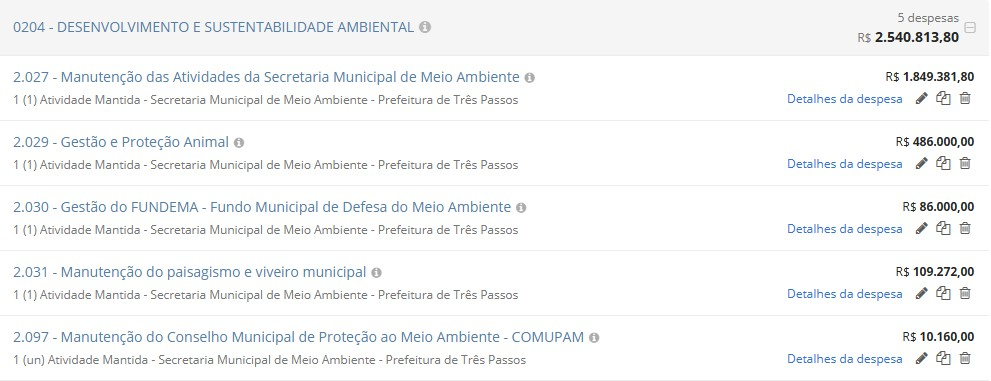 0204 - DESENVOLVIMENTO E SUSTENTABILIDADE AMBIENTAL
5 despesas
R$ 2.540.813,80
2.027 - Manutenção das Atividades da Secretaria Municipal de Meio Ambiente
R$ 1.849.381,80
1 (1) Atividade Mantida - Secretaria Municipal de Meio Ambiente - Prefeitura de Três Passos
Detalhes da despesa
2.029 - Gestão e Proteção Animal
R$ 486.000,00
1 (1) Atividade Mantida - Secretaria Municipal de Meio Ambiente - Prefeitura de Três Passos
Detalhes da despesa
2.030 - Gestão do FUNDEMA - Fundo Municipal de Defesa do Meio Ambiente
R$ 86.000,00
1 (1) Atividade Mantida - Secretaria Municipal de Meio Ambiente - Prefeitura de Três Passos
Detalhes da despesa
2.031 - Manutenção do paisagismo e viveiro municipal
R$ 109.272,00
1 (1) Atividade Mantida - Secretaria Municipal de Meio Ambiente - Prefeitura de Três Passos
Detalhes da despesa
2.097 - Manutenção do Conselho Municipal de Proteção ao Meio Ambiente - COMUPAM
R$ 10.160,00
1 (un) Atividade Mantida - Secretaria Municipal de Meio Ambiente - Prefeitura de Três Passos
Detalhes da despesa